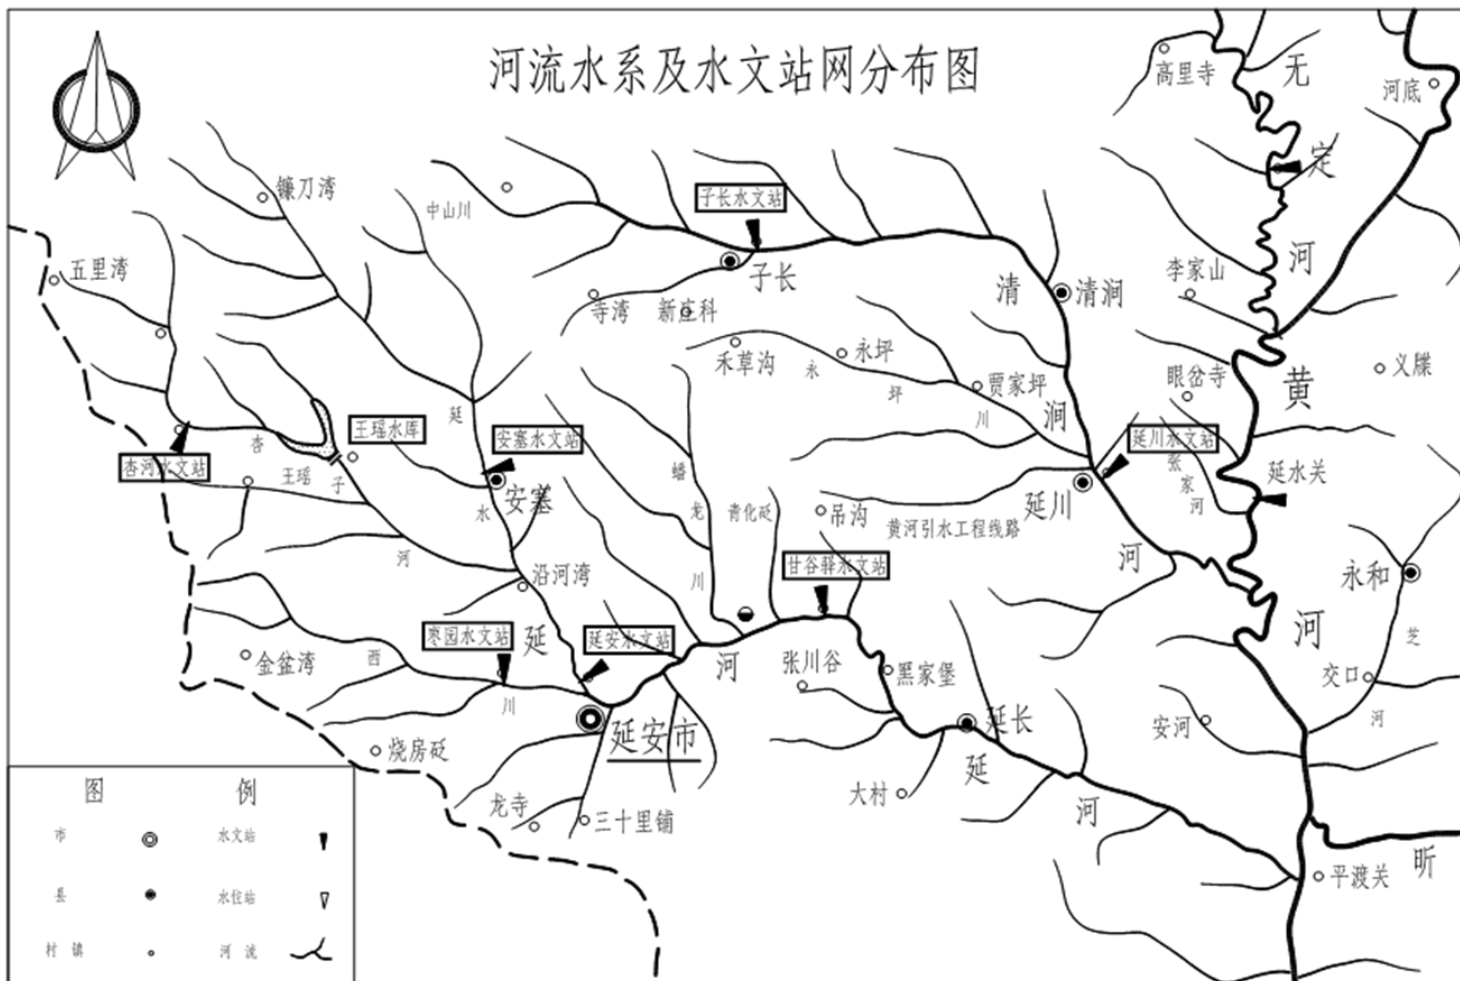 河流水系及水文站网分布图
高里寺
无
河底
定
镰刀湾
中山川
子长水文站
五里湾
子长
河
李家山
清
清涧
寺湾
新庄科
禾草沟
永坪
永
坪
川
贾家坪
眼岔寺
黄
义牒
涧
延
王瑶水库
安塞水文站
杏
王瑶
子
河
杏河水文站
延川水文站
张
家
河
延水关
蟠
龙
川
青化砭
吊沟
安塞
水
延川
黄河引水工程线路
河
甘谷驿水文站
沿河湾
永和
枣园水文站
延
延安水文站
河
芝
金盆湾
西
川
河
张川谷
黑家堡
交口
河
延安市
延长
安河
烧房砭
延
大村
河
龙寺
三十里铺
昕
平渡关
图 例
市
水文站
县
水位站
村 镇
河 流